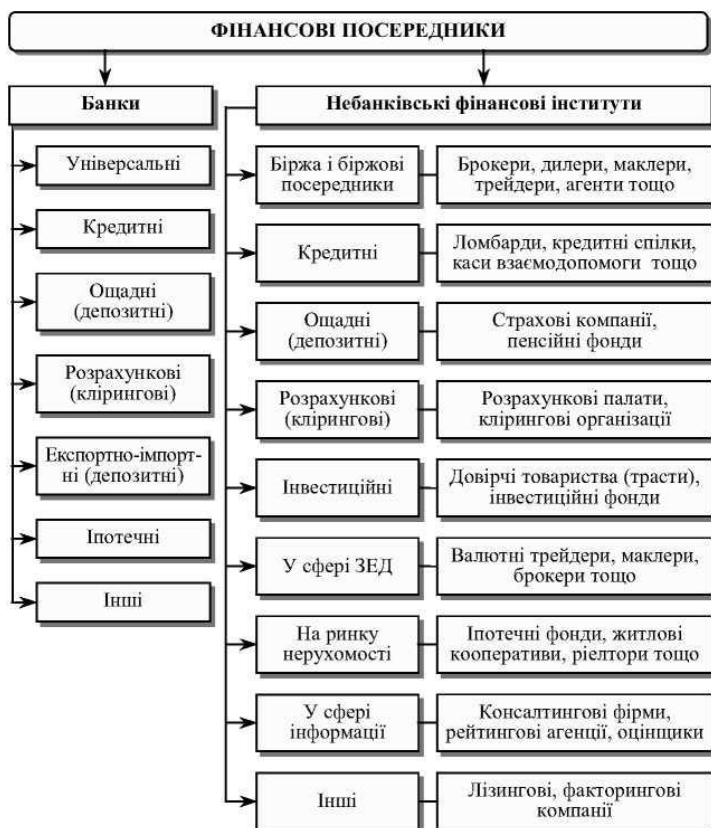 ФІНАНСОВІ ПОСЕРЕДНИКИ
Банки
Універсальні
Кредитні
Ощадні
(депозитні)
Розрахункові
(клірингові)
Експортно-імпорт-
ні (депозитні)
Іпотечні
Інші
Небанківські фінансові інститути
Біржа і біржові
посередники
Брокери, дилери, маклери,
трейдери, агенти тощо
Кредитні
Ломбарди, кредитні спілки,
каси взаємодопомоги тощо
Ощадні
(депозитні)
Страхові компанії,
пенсійні фонди
Розрахункові
(клірингові)
Розрахункові палати,
клірингові організації
Інвестиційні
Довірчі товариства (трасти),
інвестиційні фонди
У сфері ЗЕД
Валютні трейдери, маклери,
брокери тощо
На ринку
нерухомості
Іпотечні фонди, житлові
кооперативи, ріелтори тощо
У сфері
інформації
Консалтингові фірми,
рейтингові агенції, оцінщики
Інші
Лізингові, факторингові
компанії